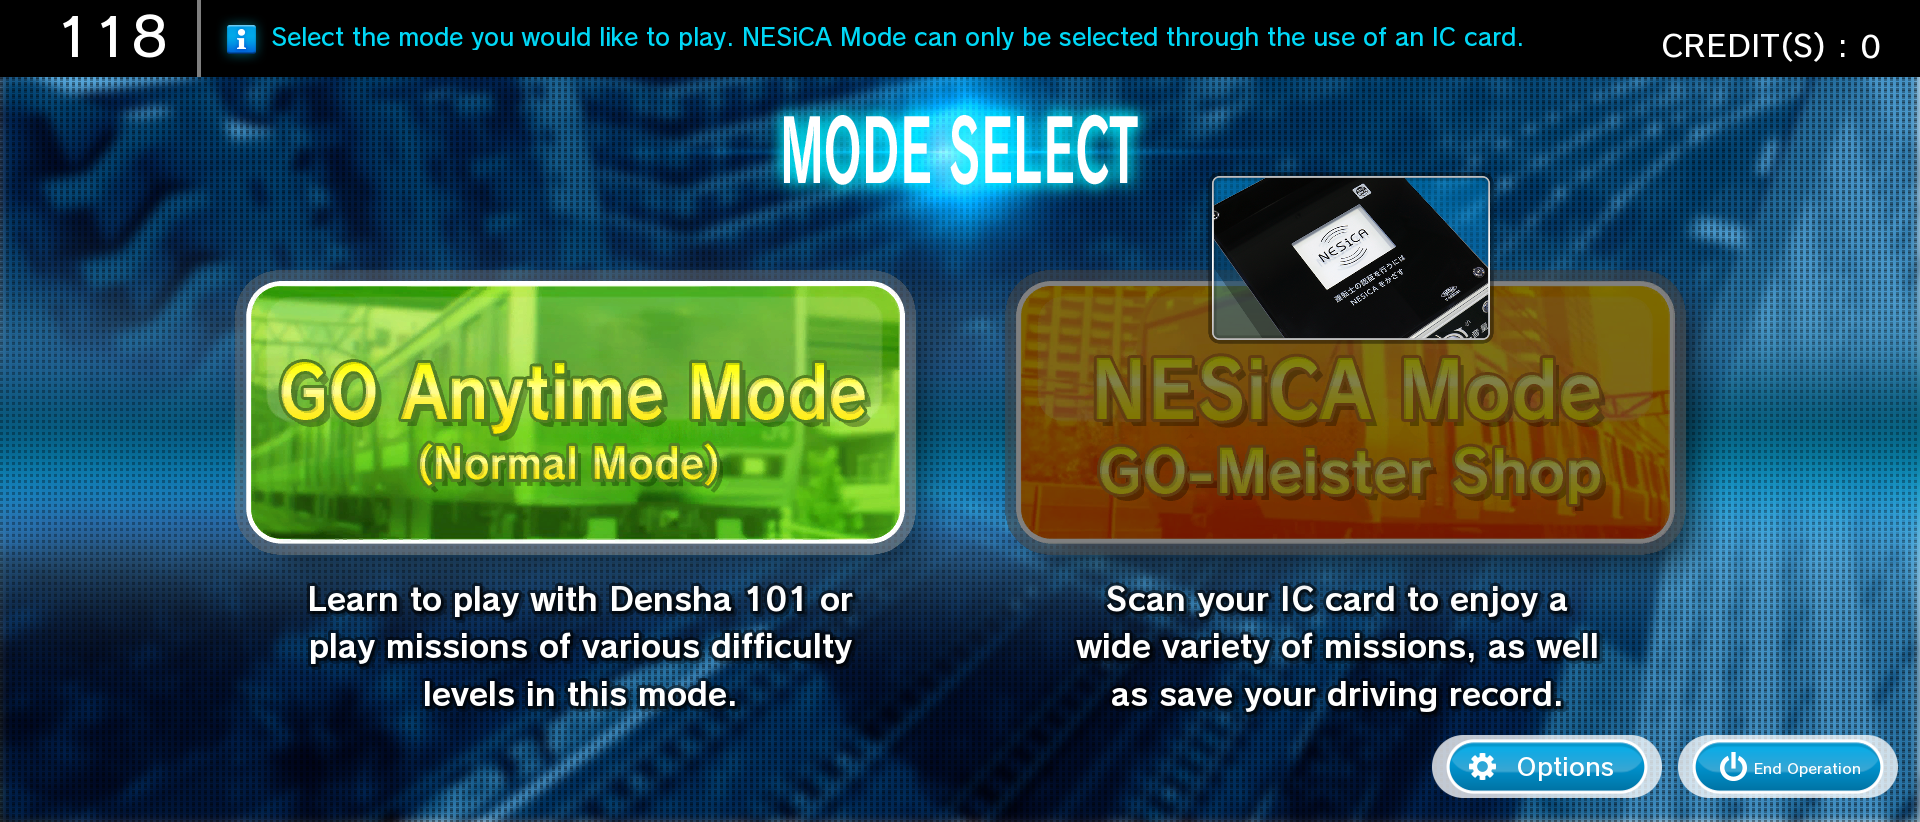 118
Select the mode you would like to play. NESiCA Mode can only be selected through the use of an IC card.
CREDIT(S) : 0
MODE SELECT
NESiCA
運転士の認証を行うには
NESiCA をかざす
GO Anytime Mode
(Normal Mode)
NESiCA Mode
GO-Meister Shop
Learn to play with Densha 101 or
play missions of various difficulty
levels in this mode.
Scan your IC card to enjoy a
wide variety of missions, as well
as save your driving record.
Options
End Operation